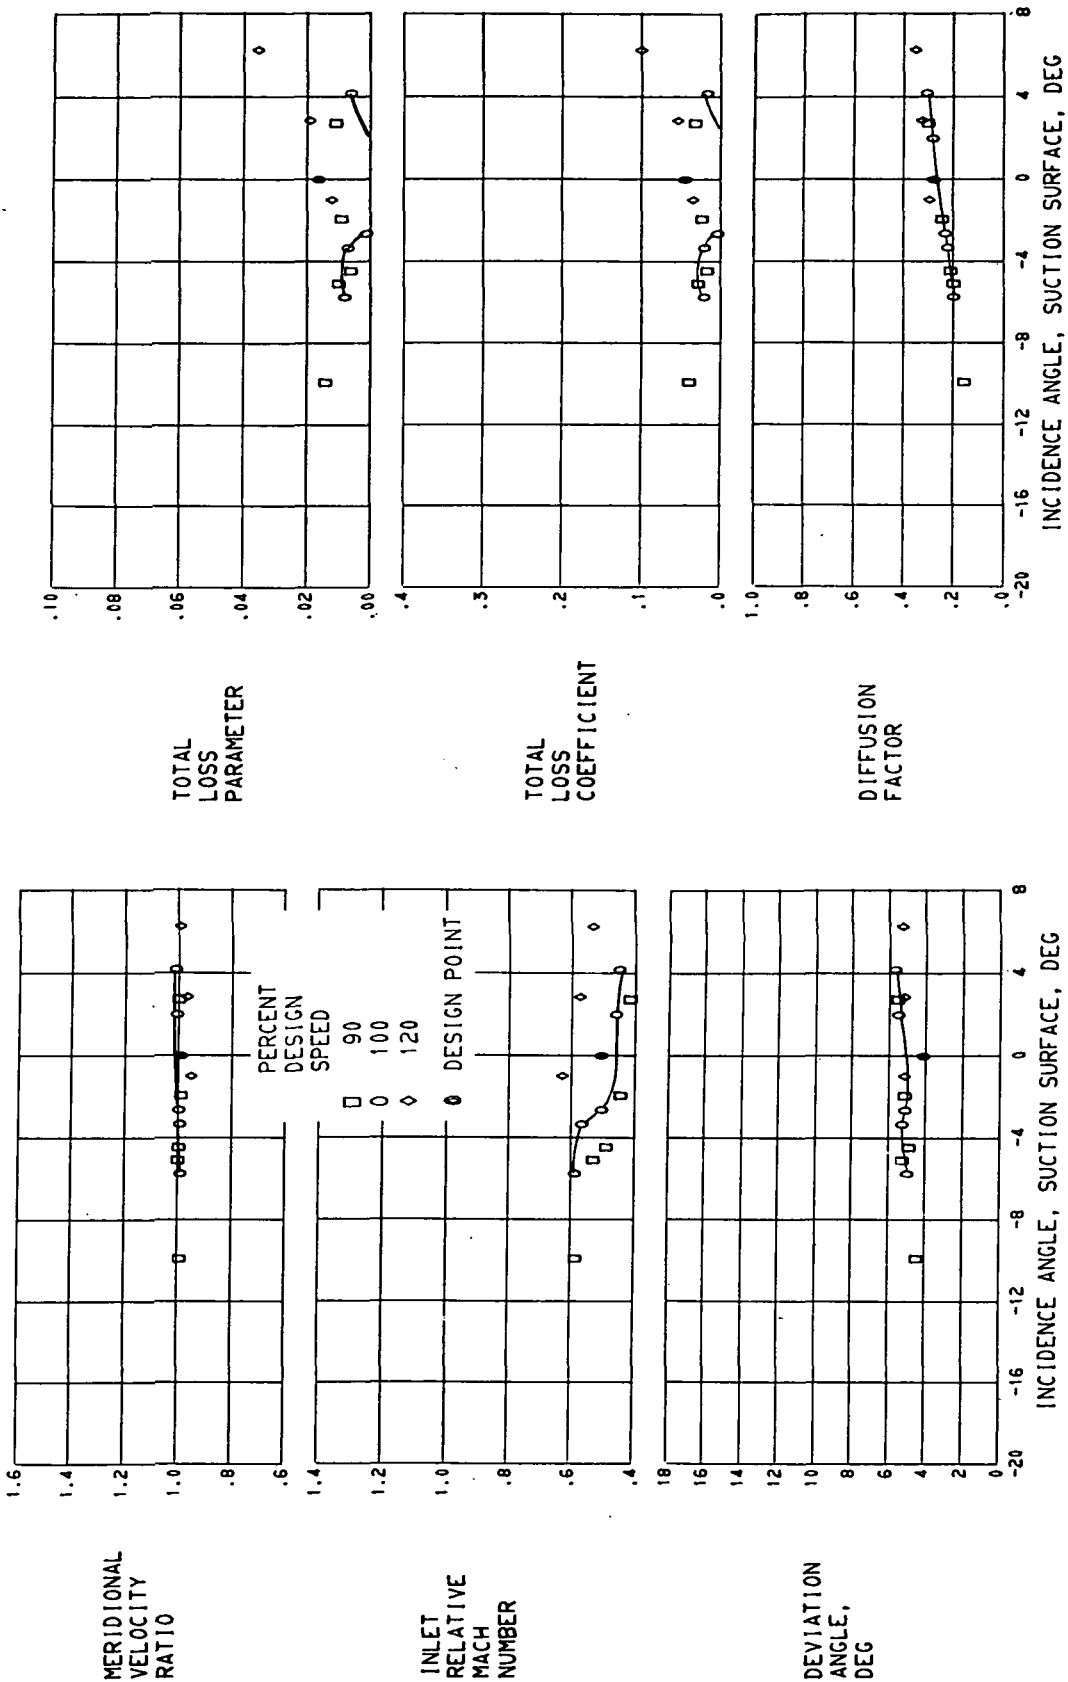 MERIDIONAL
VELOCITY
RATIO
1.6
1.4
1.2
1.0
.8
.6
PERCENT
DESIGN
SPEED
90
100
120
DESIGN POINT
INLET
RELATIVE
MACH
NUMBER
1.4
1.2
1.0
.8
.6
.4
DEVIATION
ANGLE,
DEG
18
16
14
12
10
8
6
4
2
0
-20 -16 -12 -8 -4 0 4 8
INCIDENCE ANGLE, SUCTION SURFACE, DEG
TOTAL
LOSS
PARAMETER
.10
.08
.06
.04
.02
.00
TOTAL
LOSS
COEFFICIENT
.4
.3
.2
.1
.0
DIFFUSION
FACTOR
1.0
.8
.6
.4
.2
.0
-20 -16 -12 -8 -4 0 4 8
INCIDENCE ANGLE, SUCTION SURFACE, DEG